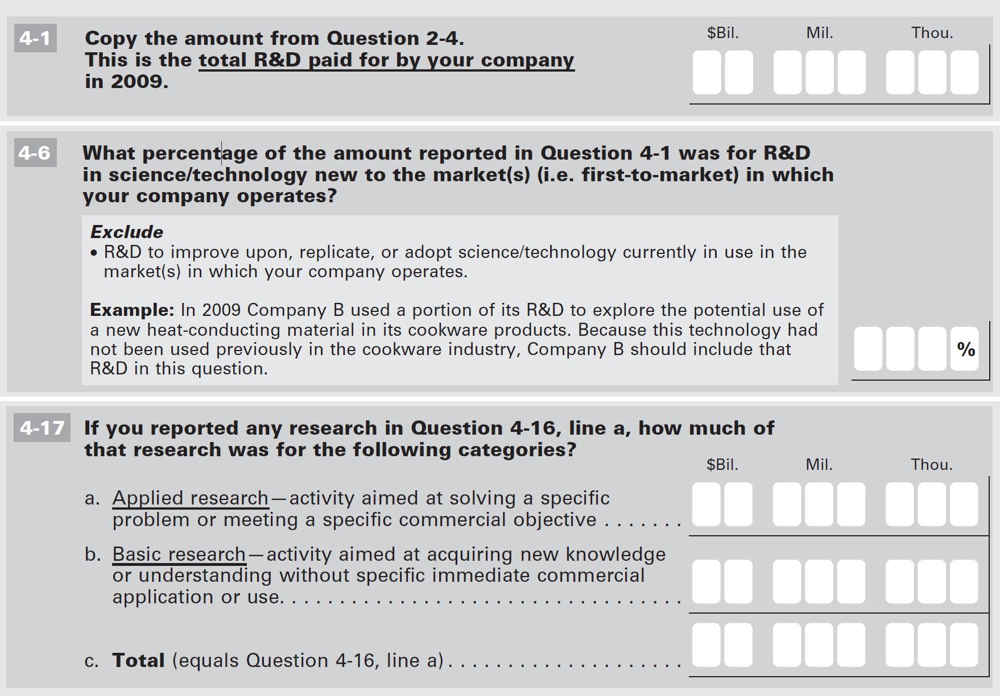 4-1
Copy the amount from Question 2-4.
This is the total R&D paid for by your company
in 2009.
$Bil. Mil. Thou.
4-6
What percentage of the amount reported in Question 4-1 was for R&D
in science/technology new to the market(s) (i.e. first-to-market) in which
your company operates?
Exclude
• R&D to improve upon, replicate, or adopt science/technology currently in use in the
market(s) in which your company operates.
Example: In 2009 Company B used a portion of its R&D to explore the potential use of
a new heat-conducting material in its cookware products. Because this technology had
not been used previously in the cookware industry, Company B should include that
R&D in this question.
%
4-17
If you reported any research in Question 4-16, line a, how much of
that research was for the following categories?
$Bil. Mil. Thou.
a. Applied research—activity aimed at solving a specific
problem or meeting a specific commercial objective . . . . . . .
b. Basic research—activity aimed at acquiring new knowledge
or understanding without specific immediate commercial
application or use. . . . . . . . . . . . . . . . . . . . . . . . . . . . . . . . . .
c. Total (equals Question 4-16, line a) . . . . . . . . . . . . . . . . . . . .